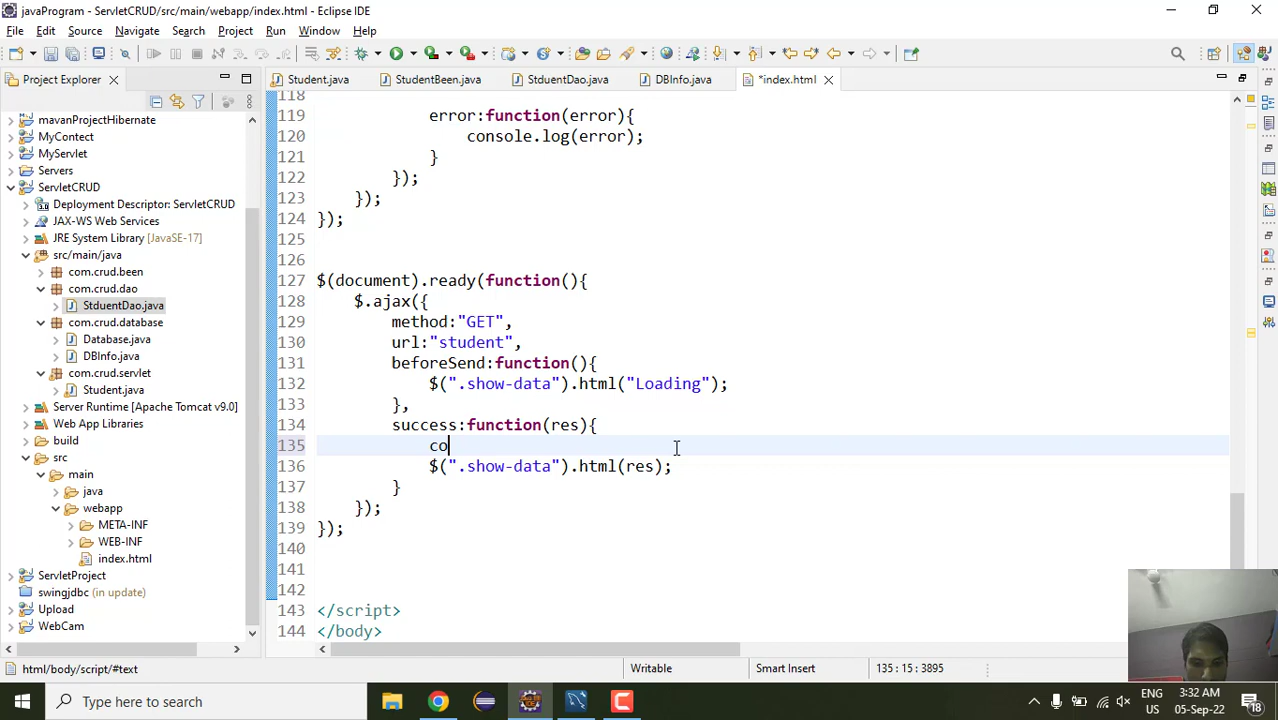 javaProgram - ServletCRUD/src/main/webapp/index.html - Eclipse IDE
File Edit Source Refactor Navigate Search Project Run Window Help
Project Explorer
Student.java
StudentBeen.java
StduentDao.java
DBInfo.java
*index.html
mavanProjectHibernate
MyContect
MyServlet
Servers
ServletCRUD
Deployment Descriptor: ServletCRUD
JAX-WS Web Services
JRE System Library [JavaSE-17]
src/main/java
com.crud.been
com.crud.dao
StduentDao.java
com.crud.database
Database.java
DBInfo.java
com.crud.servlet
Student.java
Server Runtime [Apache Tomcat v9.0]
Web App Libraries
build
src
main
java
webapp
META-INF
WEB-INF
index.html
ServletProject
swingjdbc (in update)
Upload
WebCam
118
119 error:function(error){
120 console.log(error);
121 }
122 });
123 });
124 });
125
126
127 $(document).ready(function(){
128 $.ajax({
129 method:"GET",
130 url:"student",
131 beforeSend:function(){
132 $(".show-data").html("Loading");
133 },
134 success:function(res){
135 co
136 $(".show-data").html(res);
137 }
138 });
139 });
140
141
142
143 </script>
144 </body>
html/body/script/#text
Writable
Smart Insert
135 : 15 : 3895
Type here to search
ENG
US
3:32 AM
05-Sep-22
18